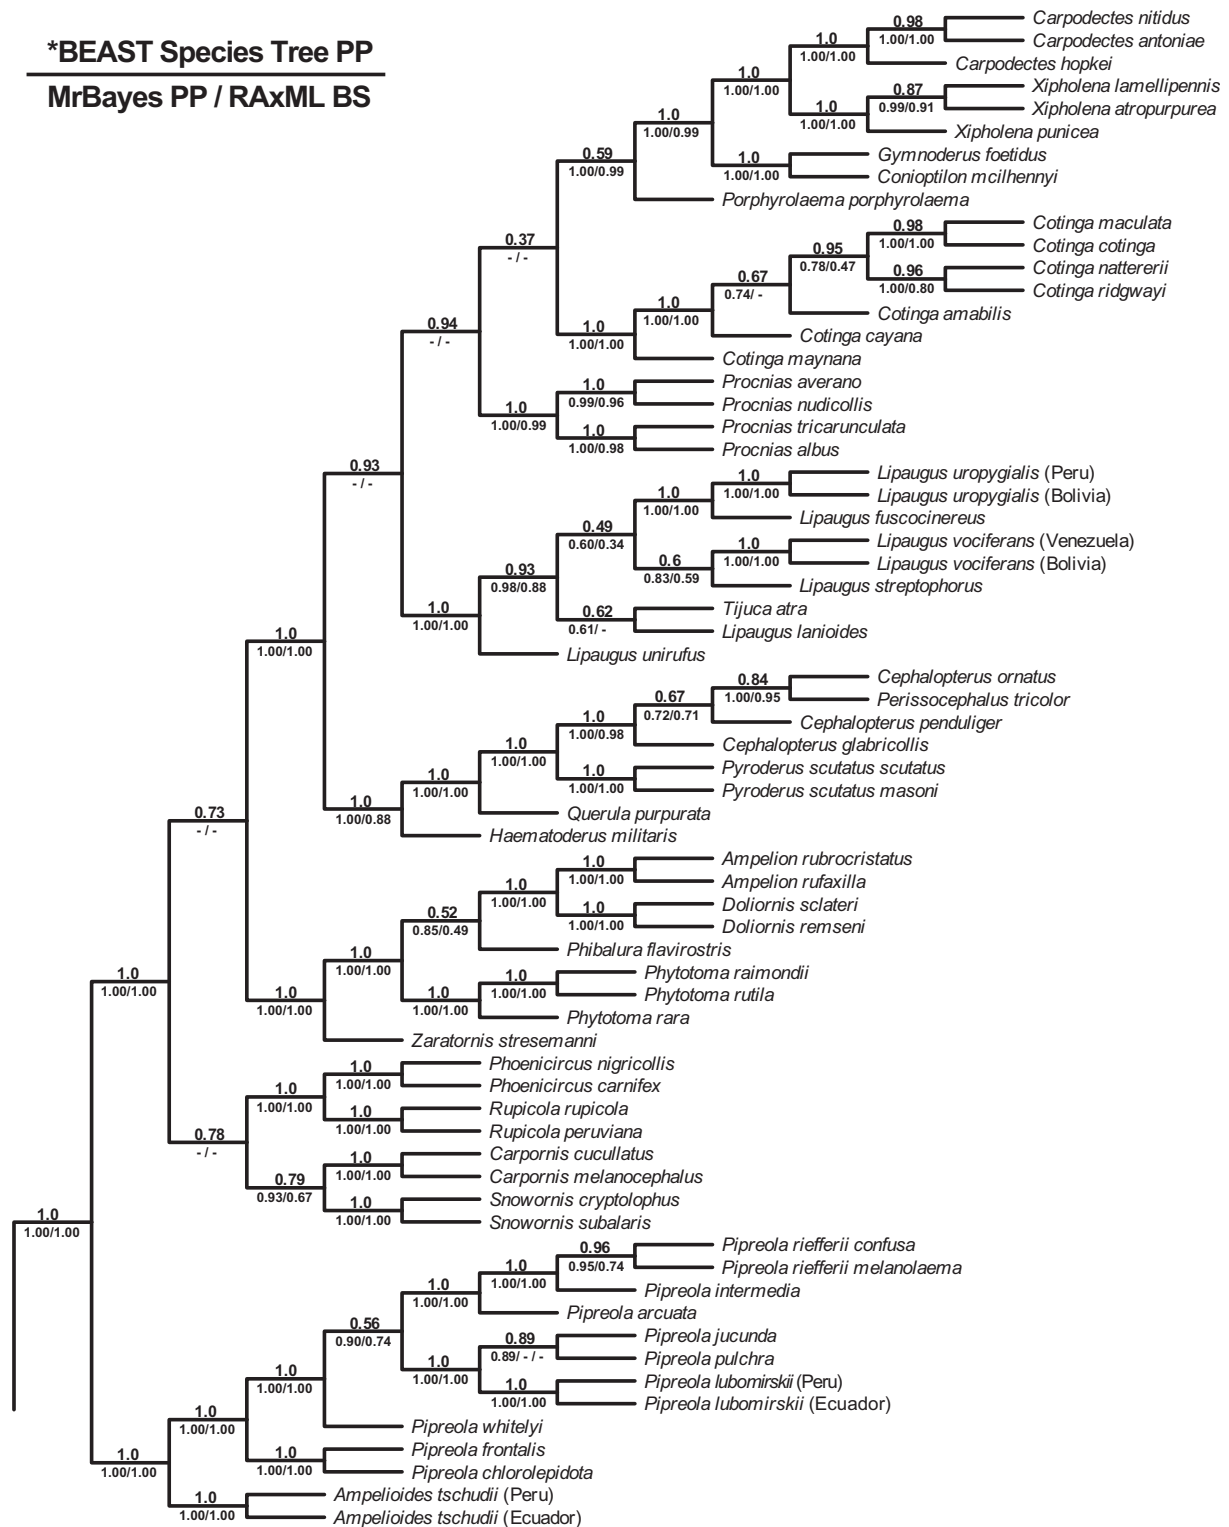 *BEAST Species Tree PP
MrBayes PP / RAxML BS
0.98
1.00/1.00
Carpodectes nitidus
Carpodectes antoniae
1.0
1.00/1.00
Carpodectes hopkei
1.0
1.00/1.00
0.87
0.99/0.91
Xipholena lamellipennis
Xipholena atropurpurea
1.0
1.00/1.00
Xipholena punicea
1.0
1.00/0.99
1.0
1.00/1.00
Gymnoderus foetidus
Conioptilon mcilhennyi
0.59
1.00/0.99
Porphyrolaema porphyrolaema
0.37
- / -
0.98
1.00/1.00
Cotinga maculata
Cotinga cotinga
0.95
0.78/0.47
0.96
1.00/0.80
Cotinga nattererii
Cotinga ridgwayi
0.67
0.74/ -
Cotinga amabilis
1.0
1.00/1.00
Cotinga cayana
1.0
1.00/1.00
Cotinga maynana
0.94
- / -
1.0
0.99/0.96
Procnias averano
Procnias nudicollis
1.0
1.00/0.99
1.0
1.00/0.98
Procnias tricarunculata
Procnias albus
0.93
- / -
1.0
1.00/1.00
Lipaugus uropygialis (Peru)
Lipaugus uropygialis (Bolivia)
1.0
1.00/1.00
Lipaugus fuscocinereus
0.49
0.60/0.34
1.0
1.00/1.00
Lipaugus vociferans (Venezuela)
Lipaugus vociferans (Bolivia)
0.6
0.83/0.59
Lipaugus streptophorus
0.93
0.98/0.88
0.62
0.61/ -
Tijuca atra
Lipaugus lanioides
1.0
1.00/1.00
Lipaugus unirufus
1.0
1.00/1.00
0.84
1.00/0.95
Cephalopterus ornatus
Perissocephalus tricolor
0.67
0.72/0.71
Cephalopterus penduliger
1.0
1.00/0.98
Cephalopterus glabricollis
1.0
1.00/1.00
1.0
1.00/1.00
Pyroderus scutatus scutatus
Pyroderus scutatus masoni
1.0
1.00/1.00
Querula purpurata
1.0
1.00/0.88
Haematoderus militaris
0.73
- / -
1.0
1.00/1.00
Ampelion rubrocristatus
Ampelion rufaxilla
1.0
1.00/1.00
1.0
1.00/1.00
Doliornis sclateri
Doliornis remseni
0.52
0.85/0.49
Phibalura flavirostris
1.0
1.00/1.00
1.0
1.00/1.00
Phytotoma raimondii
Phytotoma rutila
1.0
1.00/1.00
Phytotoma rara
1.0
1.00/1.00
Zaratornis stresemanni
1.0
1.00/1.00
1.0
1.00/1.00
Phoenicircus nigricollis
Phoenicircus carnifex
1.0
1.00/1.00
1.0
1.00/1.00
Rupicola rupicola
Rupicola peruviana
0.78
- / -
1.0
1.00/1.00
Carpornis cucullatus
Carpornis melanocephalus
0.79
0.93/0.67
1.0
1.00/1.00
Snowornis cryptolophus
Snowornis subalaris
1.0
1.00/1.00
0.96
0.95/0.74
Pipreola riefferii confusa
Pipreola riefferii melanolaema
1.0
1.00/1.00
Pipreola intermedia
1.0
1.00/1.00
Pipreola arcuata
0.56
0.90/0.74
0.89
0.89/ - / -
Pipreola jucunda
Pipreola pulchra
1.0
1.00/1.00
1.0
1.00/1.00
Pipreola lubomirskii (Peru)
Pipreola lubomirskii (Ecuador)
1.0
1.00/1.00
Pipreola whitelyi
1.0
1.00/1.00
1.0
1.00/1.00
Pipreola frontalis
Pipreola chlorolepidota
1.0
1.00/1.00
1.0
1.00/1.00
Ampelioides tschudii (Peru)
Ampelioides tschudii (Ecuador)